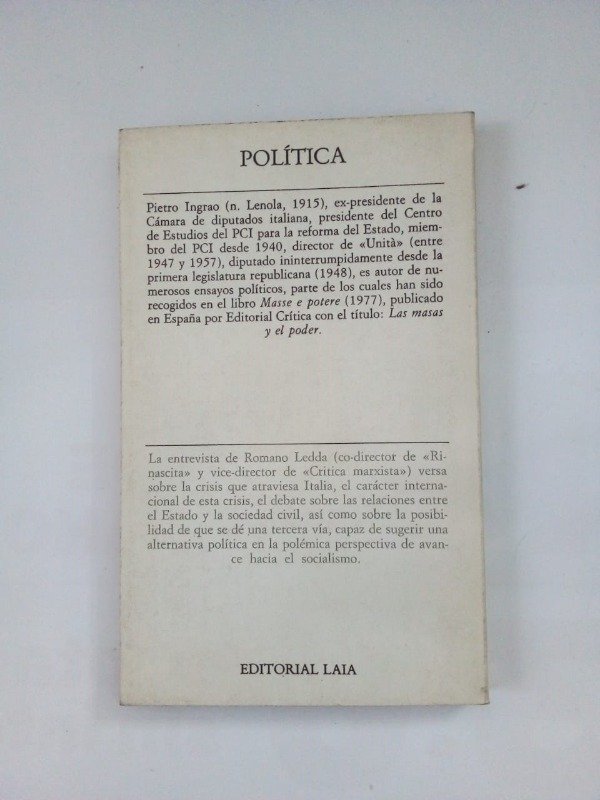 POLÍTICA
Pietro Ingrao (n. Lenola, 1915), ex-presidente de la
Cámara de diputados italiana, presidente del Centro
de Estudios del PCI para la reforma del Estado, miem-
bro del PCI desde 1940, director de «Unità» (entre
1947 y 1957), diputado ininterrumpidamente desde la
primera legislatura republicana (1948), es autor de nu-
merosos ensayos políticos, parte de los cuales han sido
recogidos en el libro Masse e potere (1977), publicado
en España por Editorial Crítica con el título: Las masas
y el poder.
La entrevista de Romano Ledda (co-director de «Ri-
nascita» y vice-director de «Crítica marxista») versa
sobre la crisis que atraviesa Italia, el carácter interna-
cional de esta crisis, el debate sobre las relaciones entre
el Estado y la sociedad civil, así como sobre la posibi-
lidad de que se dé una tercera vía, capaz de sugerir una
alternativa política en la polémica perspectiva de avan-
ce hacia el socialismo.
EDITORIAL LAIA